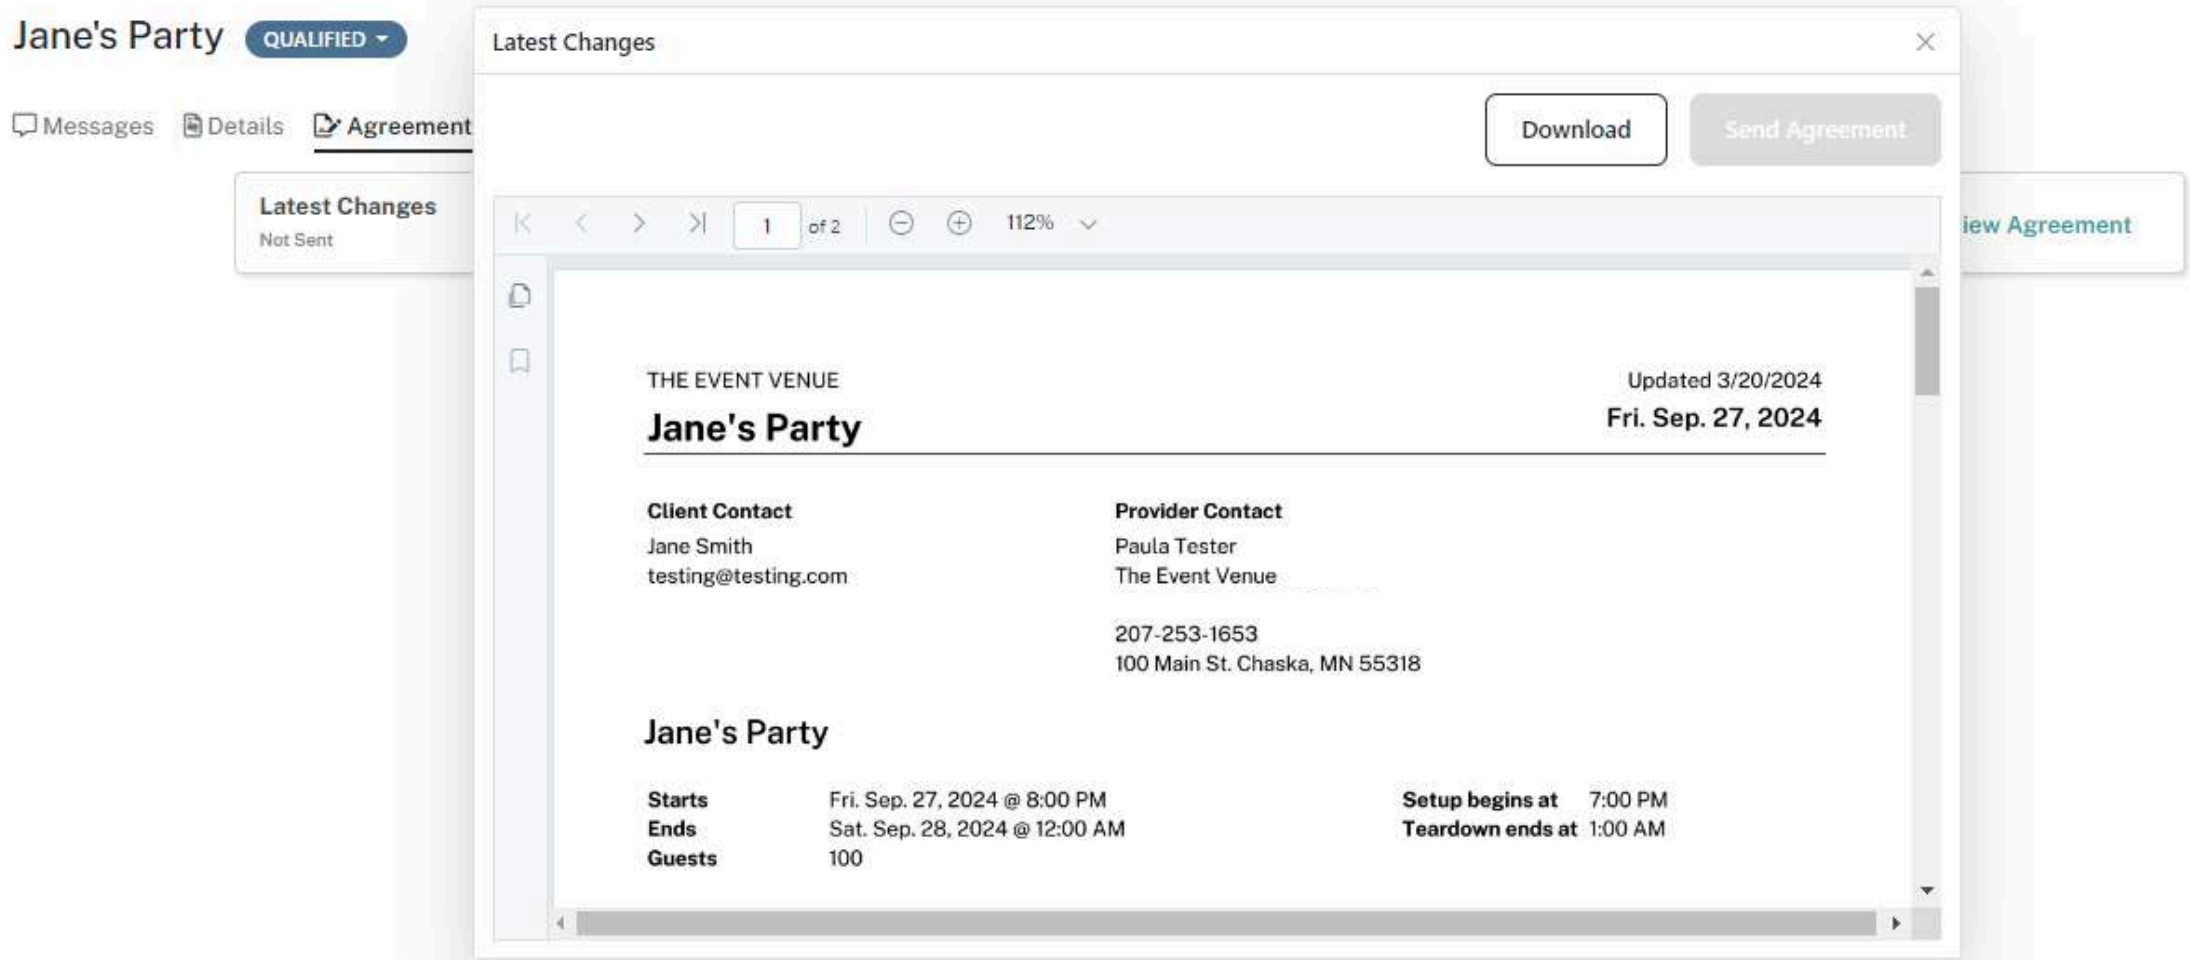 Jane's Party QUALIFIED
Latest Changes
Messages Details Agreement
Download Send Agreement
Latest Changes
Not Sent
1 of 2 112%
iew Agreement
THE EVENT VENUE Updated 3/20/2024
Jane's Party Fri. Sep. 27, 2024
Client Contact Provider Contact
Jane Smith Paula Tester
testing@testing.com The Event Venue
207-253-1653
100 Main St. Chaska, MN 55318
Jane's Party
Starts Fri. Sep. 27, 2024 @ 8:00 PM Setup begins at 7:00 PM
Ends Sat. Sep. 28, 2024 @ 12:00 AM Teardown ends at 1:00 AM
Guests 100